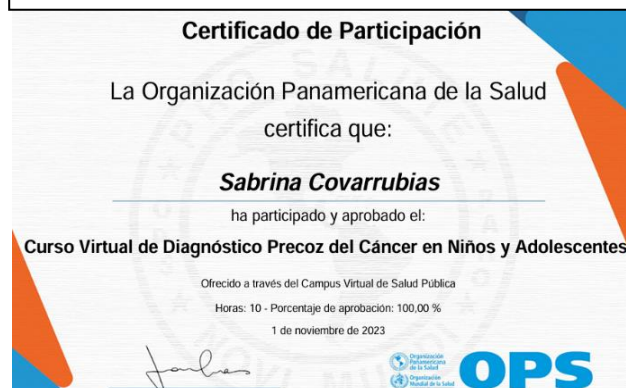 Certificado de Participación
La Organización Panamericana de la Salud
certifica que:
Sabrina Covarrubias
ha participado y aprobado el:
Curso Virtual de Diagnóstico Precoz del Cáncer en Niños y Adolescentes
Ofrecido a través del Campus Virtual de Salud Pública
Horas: 10 - Porcentaje de aprobación: 100,00 %
1 de noviembre de 2023
Organización
Panamericana
de la Salud
Organización
Mundial de la Salud
OPS